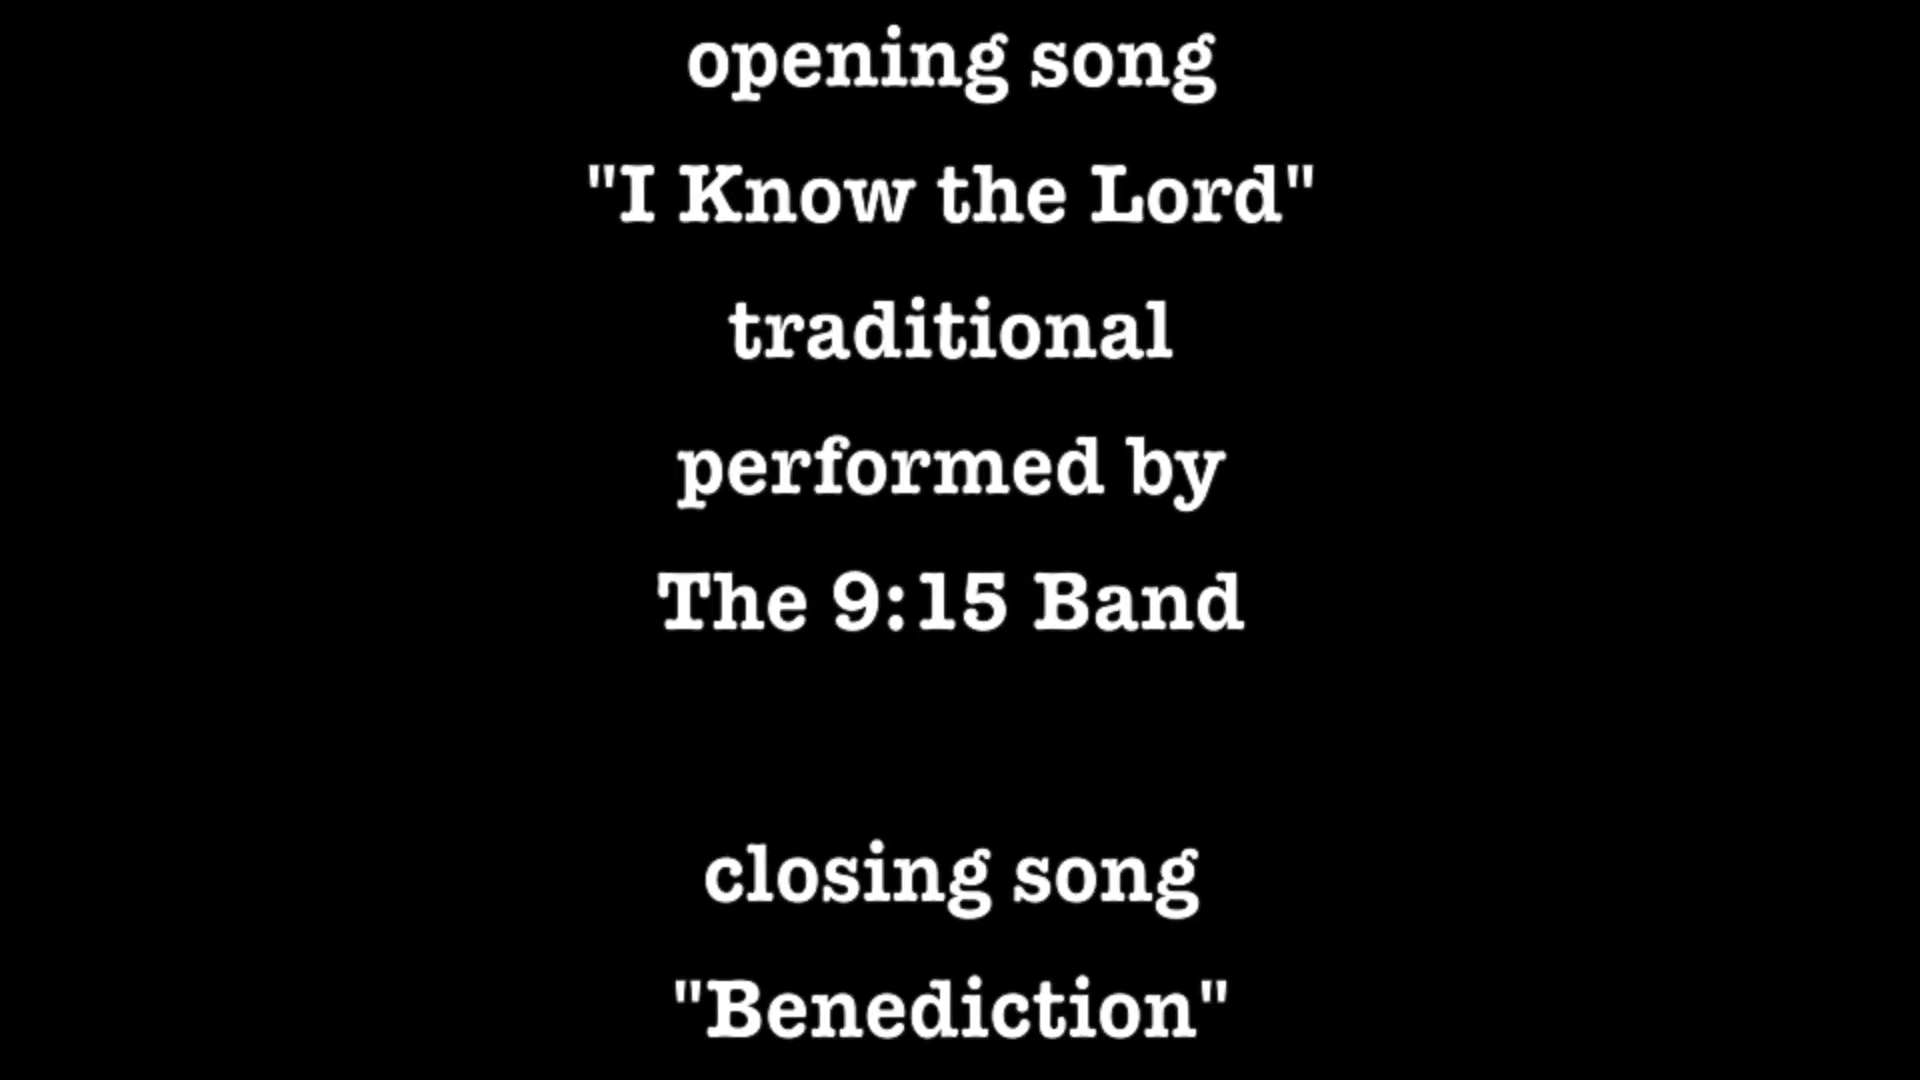 opening song
"I Know the Lord"
traditional
performed by
The 9:15 Band
closing song
"Benediction"